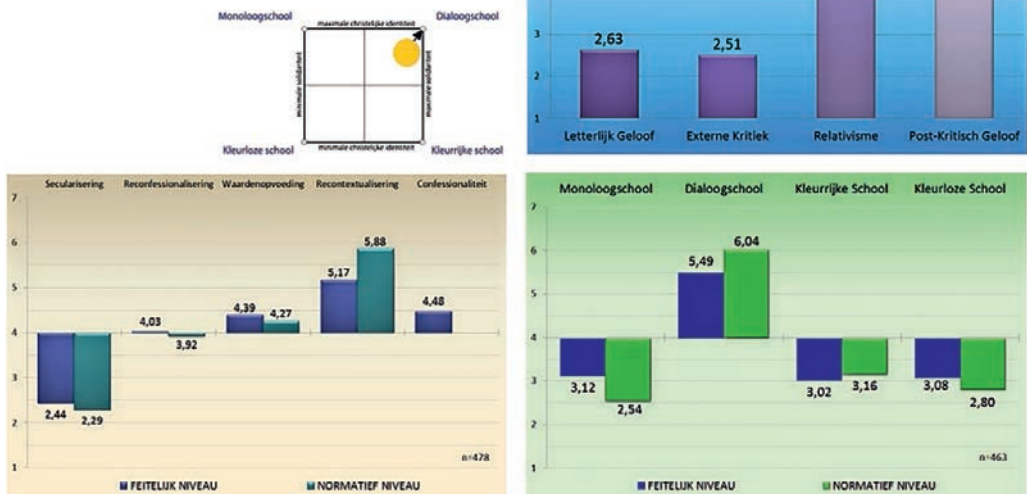 Monoloogschool
Dialoogschool
maximale christelijke identiteit
minimale solidariteit
maximale solidariteit
minimale christelijke identiteit
Kleurloze school
Kleurrijke school
3
2
1
2,63
2,51
Letterlijk Geloof
Externe Kritiek
Relativisme
Post-Kritisch Geloof
Secularisering
Reconfessionalisering
Waardenopvoeding
Recontextualisering
Confessionaliteit
7
6
5
4
3
2
1
2,44
2,29
4,03
3,92
4,39
4,27
5,17
5,88
4,48
n=478
FEITELIJK NIVEAU
NORMATIEF NIVEAU
Monoloogschool
Dialoogschool
Kleurrijke School
Kleurloze School
7
6
5
4
3
2
1
3,12
2,54
5,49
6,04
3,02
3,16
3,08
2,80
n=463
FEITELIJK NIVEAU
NORMATIEF NIVEAU